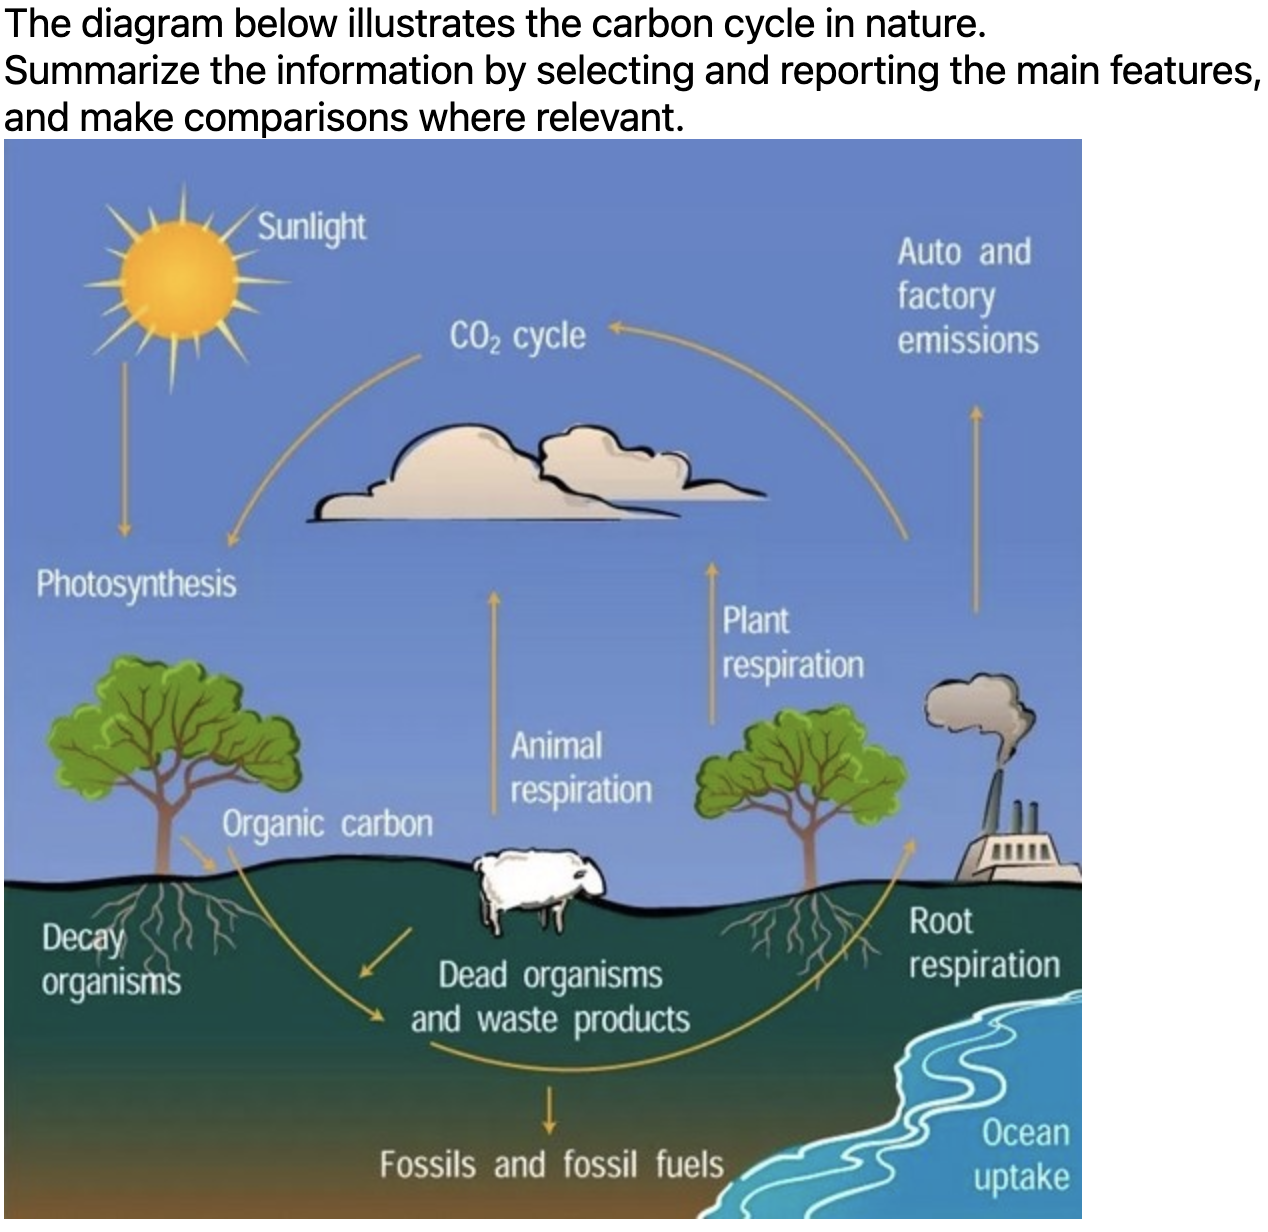 The diagram below illustrates the carbon cycle in nature.
Summarize the information by selecting and reporting the main features,
and make comparisons where relevant.
Sunlight
Auto and
factory
emissions
CO₂ cycle
Photosynthesis
Plant
respiration
Animal
respiration
Organic carbon
Decay
organisms
Dead organisms
and waste products
Root
respiration
Fossils and fossil fuels
Ocean
uptake